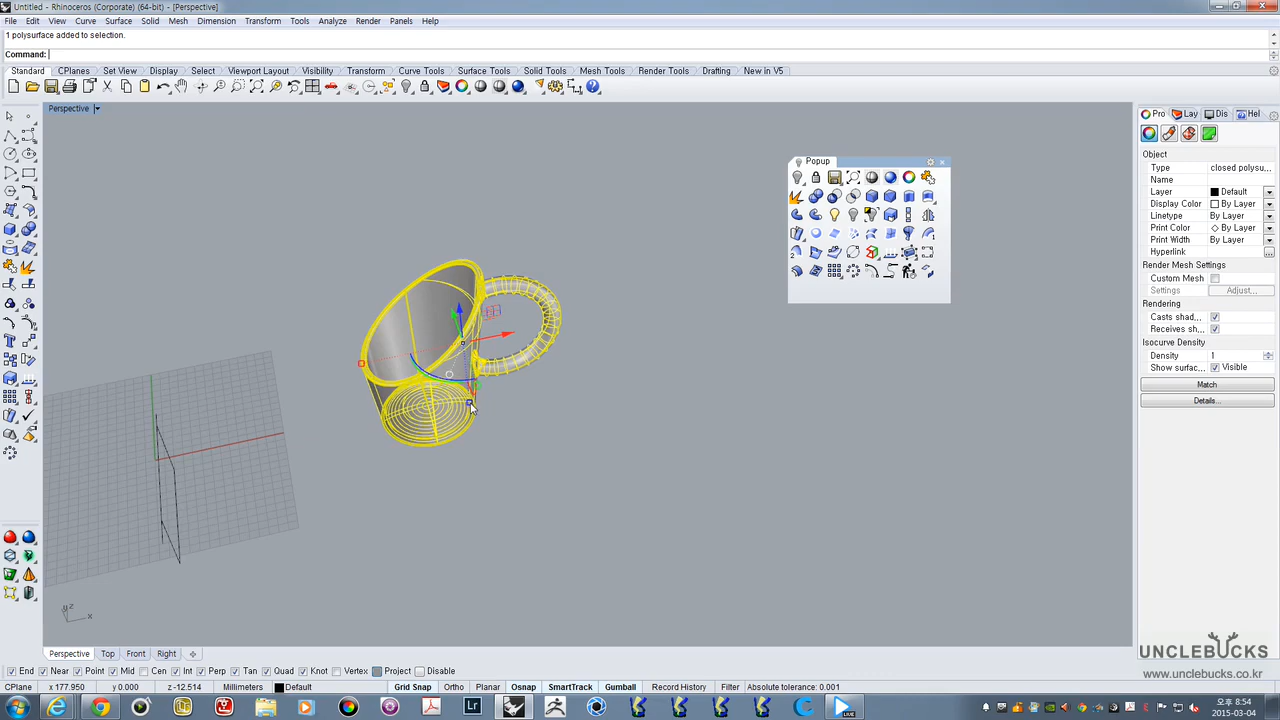 Untitled - Rhinoceros (Corporate) (64-bit) - [Perspective]
File Edit View Curve Surface Solid Mesh Dimension Transform Tools Analyze Render Panels Help
1 polysurface added to selection.
Command:
Standard CPlanes Set View Display Select Viewport Layout Visibility Transform Curve Tools Surface Tools Solid Tools Mesh Tools Render Tools Drafting New in V5
Perspective
Pro Lay Dis Hel
Popup
Object
Type closed polysu...
Name
Layer Default
Display Color By Layer
Linetype By Layer
Print Color By Layer
Print Width By Layer
Hyperlink
Render Mesh Settings
Custom Mesh
Settings Adjust...
Rendering
Casts shad...
Receives sh...
Isocurve Density
Density 1
Show surfac... Visible
Match
Details...
z
x
UNCLEBUCKS
www.unclebucks.co.kr
Perspective Top Front Right
End Near Point Mid Cen Int Perp Tan Quad Knot Vertex Project Disable
CPlane x 177.950 y 0.000 z -12.514 Millimeters Default Grid Snap Ortho Planar Osnap SmartTrack Gumball Record History Filter Absolute tolerance: 0.001
Lr LIVE
오후 8:54
2015-03-04